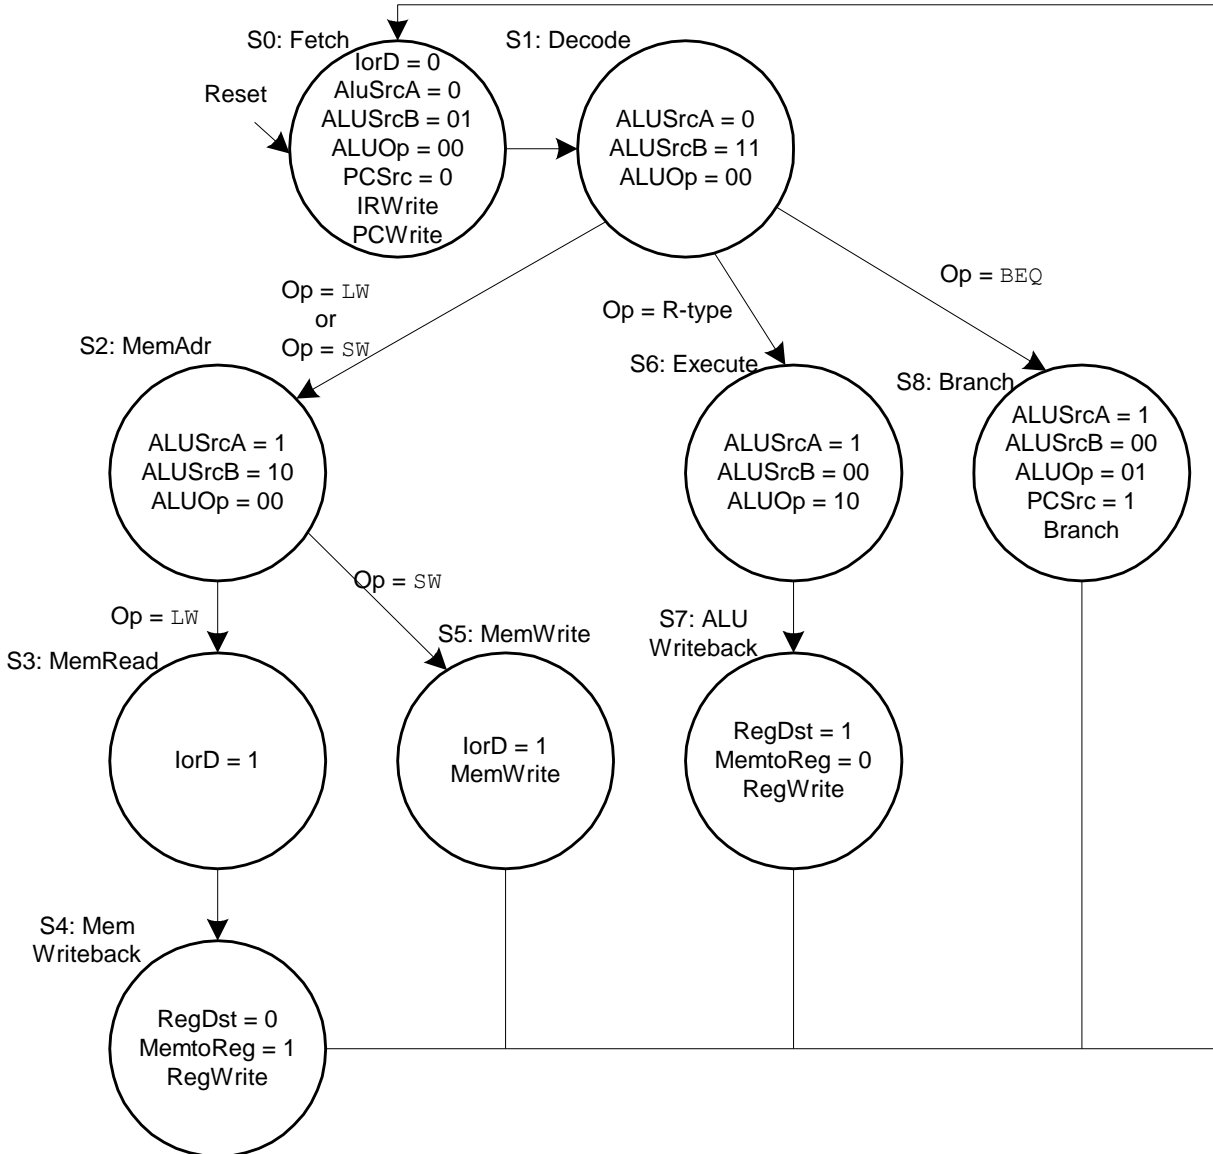 S0: Fetch
S1: Decode
Reset
IorD = 0
AluSrcA = 0
ALUSrcB = 01
ALUOp = 00
PCSrc = 0
IRWrite
PCWrite
ALUSrcA = 0
ALUSrcB = 11
ALUOp = 00
Op = LW
or
Op = SW
Op = R-type
Op = BEQ
S2: MemAdr
S6: Execute
S8: Branch
ALUSrcA = 1
ALUSrcB = 10
ALUOp = 00
ALUSrcA = 1
ALUSrcB = 00
ALUOp = 10
ALUSrcA = 1
ALUSrcB = 00
ALUOp = 01
PCSrc = 1
Branch
Op = LW
Op = SW
S3: MemRead
S5: MemWrite
S7: ALU
Writeback
IorD = 1
IorD = 1
MemWrite
RegDst = 1
MemtoReg = 0
RegWrite
S4: Mem
Writeback
RegDst = 0
MemtoReg = 1
RegWrite